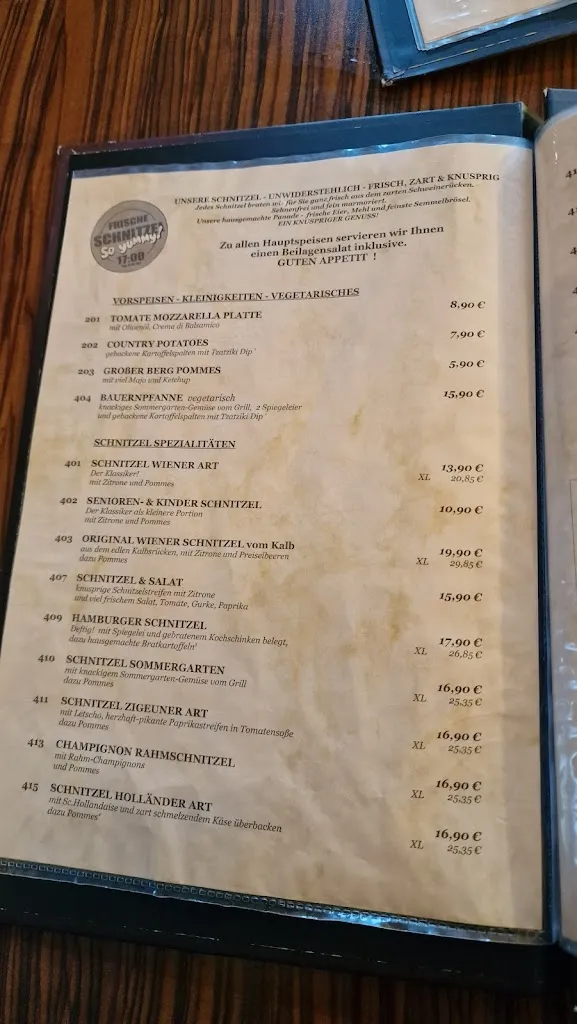 UNSERE SCHNITZEL - UNWIDERSTEHLICH - FRISCH, ZART & KNUSPRIG
Jedes Schnitzel braten wir für Sie ganz frisch aus dem zarten Schweinerücken.
Sehnenfrei und fein marmoriert.
Unsere hausgemachte Panade - frische Eier, Mehl und feinste Semmelbrösel.
EIN KNUSPRIGER GENUSS!
FRISCHE
SCHNITZEL
So yummy!
17:00
Zu allen Hauptspeisen servieren wir Ihnen
einen Beilagensalat inklusive.
GUTEN APPETIT !
VORSPEISEN - KLEINIGKEITEN - VEGETARISCHES
201 TOMATE MOZZARELLA PLATTE 8,90 €
mit Olivenöl, Crema di Balsamico
202 COUNTRY POTATOES 7,90 €
gebackene Kartoffelspalten mit Tzatziki Dip
203 GROẞER BERG POMMES 5,90 €
mit viel Majo und Ketchup
404 BAUERNPFANNE vegetarisch 15,90 €
knackiges Sommergarten-Gemüse vom Grill, 2 Spiegeleier
und gebackene Kartoffelspalten mit Tzatziki Dip
SCHNITZEL SPEZIALITÄTEN
401 SCHNITZEL WIENER ART 13,90 €
Der Klassiker! XL 20,85 €
mit Zitrone und Pommes
402 SENIOREN- & KINDER SCHNITZEL 10,90 €
Der Klassiker als kleinere Portion
mit Zitrone und Pommes
403 ORIGINAL WIENER SCHNITZEL vom Kalb 19,90 €
aus dem edlen Kalbsrücken, mit Zitrone und Preiselbeeren XL 29,85 €
dazu Pommes
407 SCHNITZEL & SALAT 15,90 €
knusprige Schnitzelstreifen mit Zitrone
und viel frischem Salat, Tomate, Gurke, Paprika
409 HAMBURGER SCHNITZEL 17,90 €
Deftig! mit Spiegelei und gebratenem Kochschinken belegt, XL 26,85 €
dazu hausgemachte Bratkartoffeln
410 SCHNITZEL SOMMERGARTEN 16,90 €
mit knackigem Sommergarten-Gemüse vom Grill XL 25,35 €
dazu Pommes
411 SCHNITZEL ZIGEUNER ART 16,90 €
mit Letscho, herzhaft-pikante Paprikastreifen in Tomatensoße XL 25,35 €
dazu Pommes
413 CHAMPIGNON RAHMSCHNITZEL 16,90 €
mit Rahm-Champignons XL 25,35 €
und Pommes
415 SCHNITZEL HOLLÄNDER ART 16,90 €
mit Sc.Hollandaise und zart schmelzendem Käse überbacken XL 25,35 €
dazu Pommes